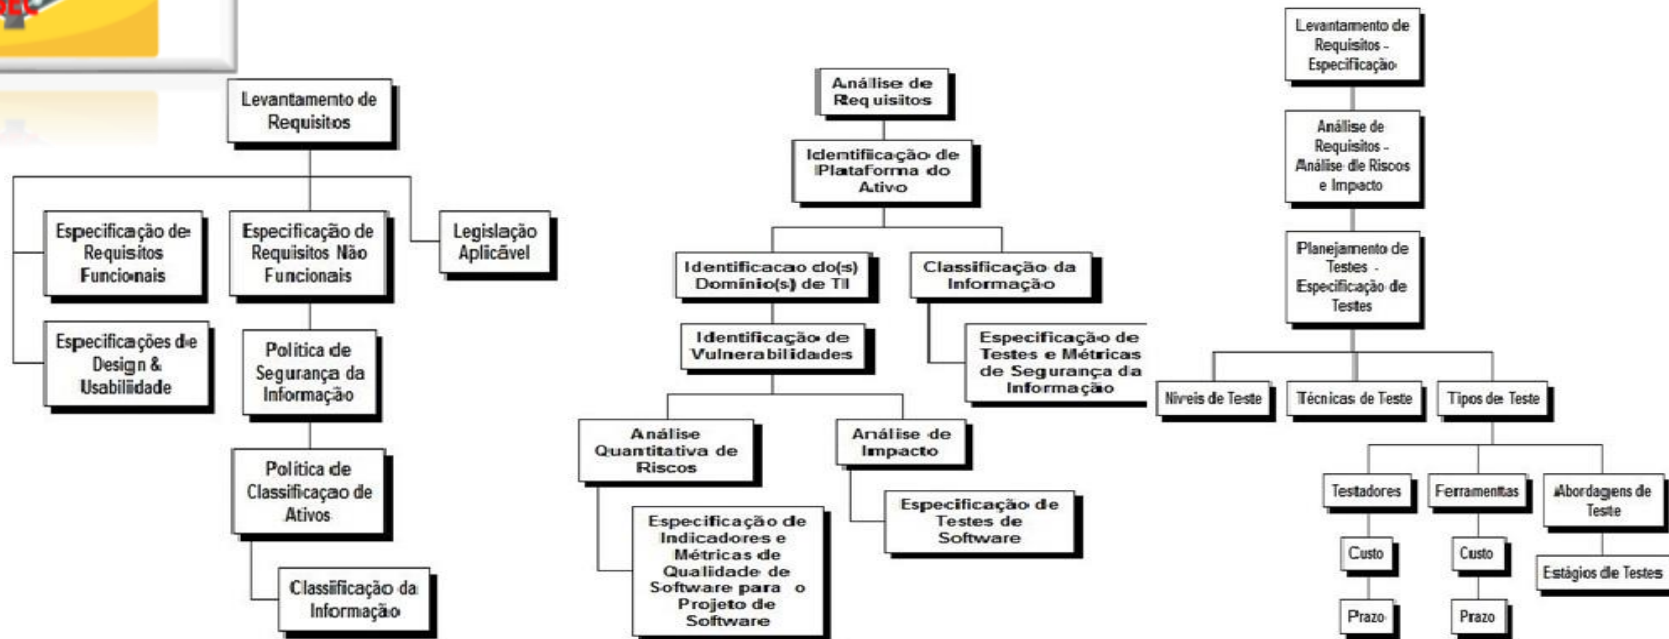 SEC
Levantamento de
Requisitos
Especificação de
Requisitos
Funcionais
Especificações de
Design &
Usabilidade
Especificação de
Requisitos Não
Funcionais
Política de
Segurança da
Informação
Política de
Classificaçao de
Ativos
Classificação da
Informação
Legislação
Aplicável
Análise de
Requisitos
Identificação de
Plataforma do
Ativo
Identificacao do(s)
Domínio(s) de TI
Identificação de
Vulnerabilidades
Análise
Quantitativa de
Riscos
Especificação de
Indicadores e
Métricas de
Qualidade de
Software para o
Projeto de
Software
Análise de
Impacto
Especificação de
Testes de
Software
Classificação da
Informação
Especificação de
Testes e Métricas
de Segurança da
Informação
Levantamento de
Requisitos -
Especificação
Análise de
Requisitos -
Análise de Riscos
e Impacto
Planejamento de
Testes -
Especificação de
Testes
Níveis de Teste
Técnicas de Teste
Tipos de Teste
Testadores
Custo
Prazo
Ferramentas
Custo
Prazo
Abordagens de
Teste
Estágios de Testes